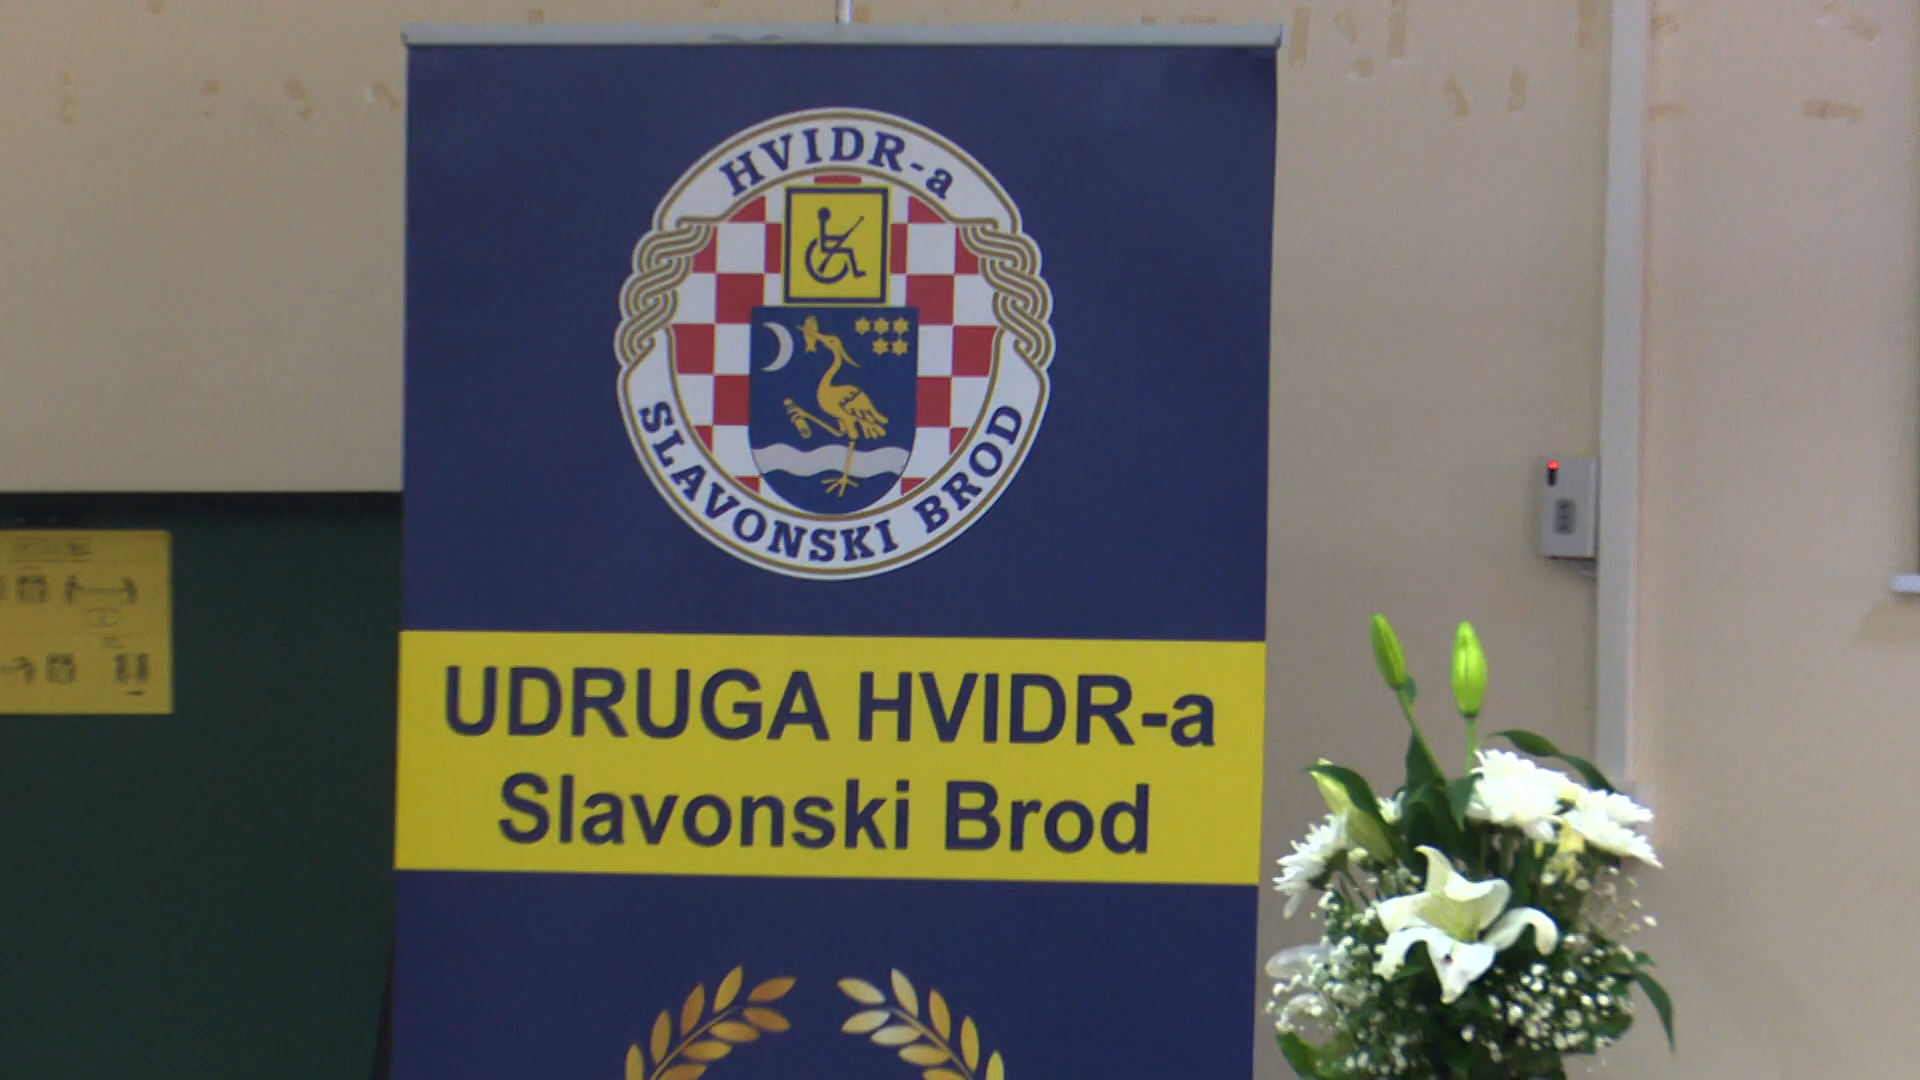 HVIDR-a
SLAVONSKI BROD
UDRUGA HVIDR-a
Slavonski Brod